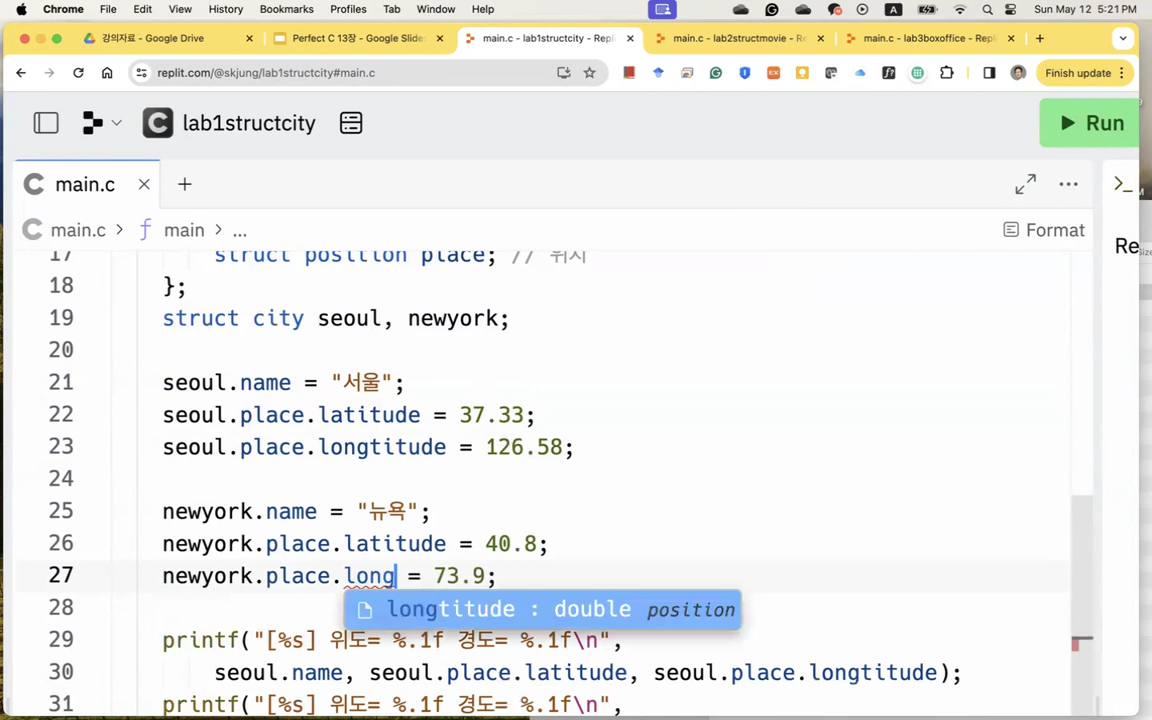 Chrome File Edit View History Bookmarks Profiles Tab Window Help A Sun May 12 5:21 PM
강의자료 - Google Drive
Perfect C 13장 - Google Slides
main.c - lab1structcity - Repl
main.c - lab2structmovie - Re
main.c - lab3boxoffice - Repl
replit.com/@skjung/lab1structcity#main.c
Finish update
lab1structcity
Run
main.c
main.c > main > ...
Format
Re
17 struct position place; // 위치
18 };
19 struct city seoul, newyork;
20
21 seoul.name = "서울";
22 seoul.place.latitude = 37.33;
23 seoul.place.longtitude = 126.58;
24
25 newyork.name = "뉴욕";
26 newyork.place.latitude = 40.8;
27 newyork.place.long = 73.9;
longtitude : double position
28
29 printf("[%s] 위도= %.1f 경도= %.1f\n",
30 seoul.name, seoul.place.latitude, seoul.place.longtitude);
31 printf("[%s] 위도= %.1f 경도= %.1f\n",